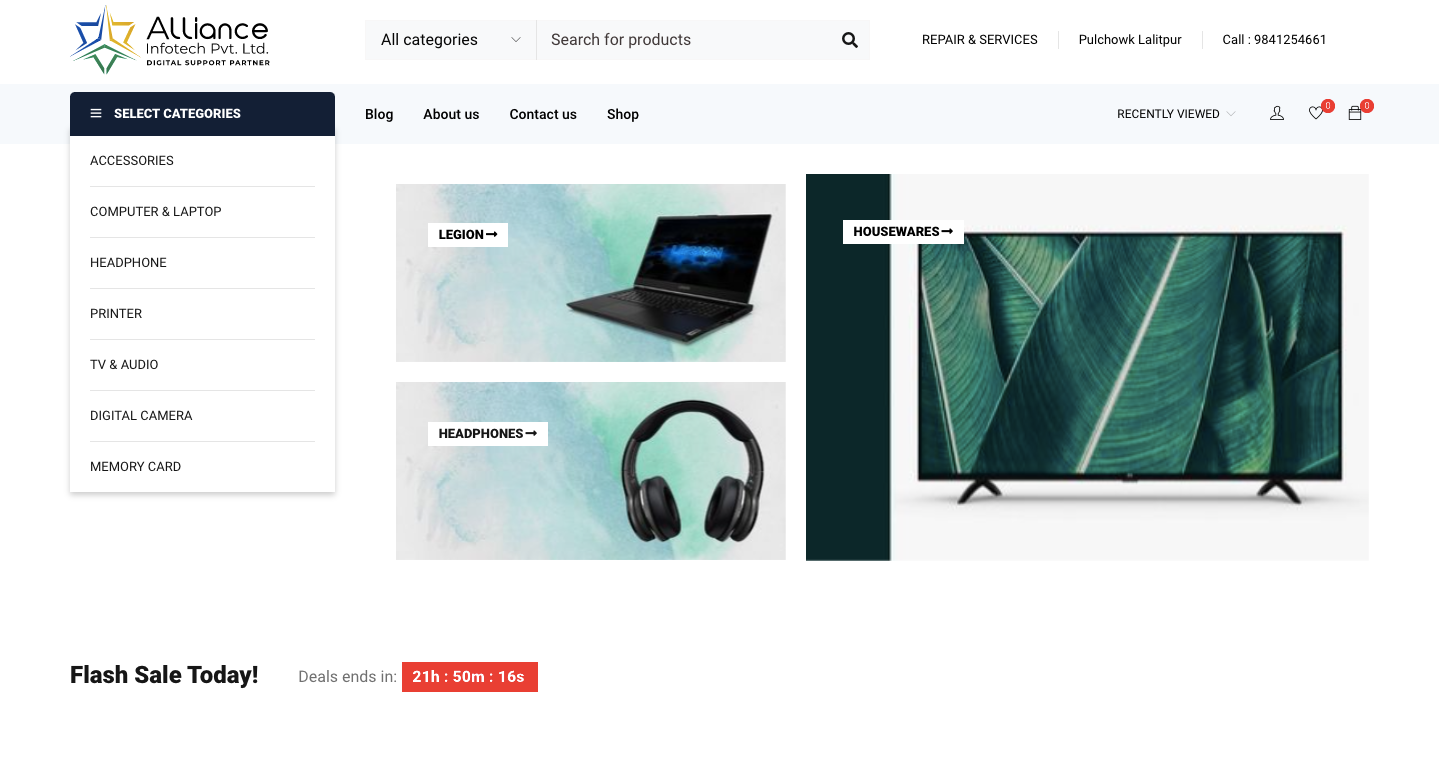 Alliance
Infotech Pvt. Ltd.
DIGITAL SUPPORT PARTNER
All categories
Search for products
REPAIR & SERVICES
Pulchowk Lalitpur
Call : 9841254661
SELECT CATEGORIES
Blog
About us
Contact us
Shop
RECENTLY VIEWED
0
0
ACCESSORIES
COMPUTER & LAPTOP
HEADPHONE
PRINTER
TV & AUDIO
DIGITAL CAMERA
MEMORY CARD
LEGION
HEADPHONES
HOUSEWARES
Flash Sale Today!
Deals ends in: 21h : 50m : 16s